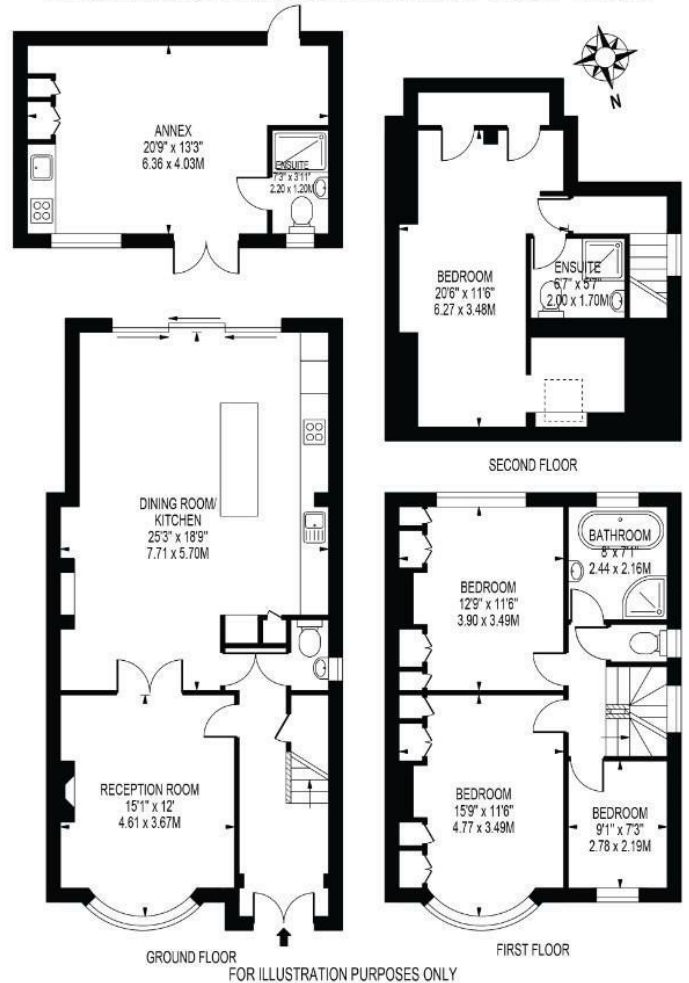 ANNEX
20'9" x 13'3"
6.36 x 4.03M
ENSUITE
7'3" x 3'11"
2.20 x 1.20M
N
BEDROOM
20'6" x 11'6"
6.27 x 3.48M
ENSUITE
6'7" x 5'7"
2.00 x 1.70M
SECOND FLOOR
DINING ROOM/
KITCHEN
25'3" x 18'9"
7.71 x 5.70M
RECEPTION ROOM
15'1" x 12'
4.61 x 3.67M
GROUND FLOOR
BEDROOM
12'9" x 11'6"
3.90 x 3.49M
BATHROOM
8' x 7'1"
2.44 x 2.16M
BEDROOM
15'9" x 11'6"
4.77 x 3.49M
BEDROOM
9'1" x 7'3"
2.78 x 2.19M
FIRST FLOOR
FOR ILLUSTRATION PURPOSES ONLY